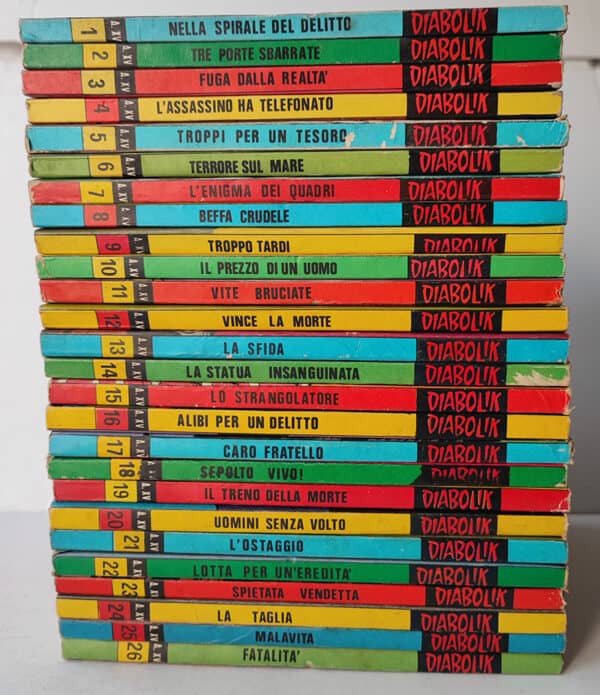 1 A.XV NELLA SPIRALE DEL DELITTO DIABOLIK
2 A.XV TRE PORTE SBARRATE DIABOLIK
3 A.XV FUGA DALLA REALTA' DIABOLIK
4 A.XV L'ASSASSINO HA TELEFONATO DIABOLIK
5 A.XV TROPPI PER UN TESORO DIABOLIK
6 A.XV TERRORE SUL MARE DIABOLIK
7 A.XV L'ENIGMA DEI QUADRI DIABOLIK
8 A.XV BEFFA CRUDELE DIABOLIK
9 A.XV TROPPO TARDI DIABOLIK
10 A.XV IL PREZZO DI UN UOMO DIABOLIK
11 A.XV VITE BRUCIATE DIABOLIK
12 A.XV VINCE LA MORTE DIABOLIK
13 A.XV LA SFIDA DIABOLIK
14 A.XV LA STATUA INSANGUINATA DIABOLIK
15 A.XV LO STRANGOLATORE DIABOLIK
16 A.XV ALIBI PER UN DELITTO DIABOLIK
17 A.XV CARO FRATELLO DIABOLIK
18 A.XV SEPOLTO VIVO! DIABOLIK
19 A.XV IL TRENO DELLA MORTE DIABOLIK
20 A.XV UOMINI SENZA VOLTO DIABOLIK
21 A.XV L'OSTAGGIO DIABOLIK
22 A.XV LOTTA PER UN'EREDITA' DIABOLIK
23 A.XV SPIETATA VENDETTA DIABOLIK
24 A.XV LA TAGLIA DIABOLIK
25 A.XV MALAVITA DIABOLIK
26 A.XV FATALITA' DIABOLIK